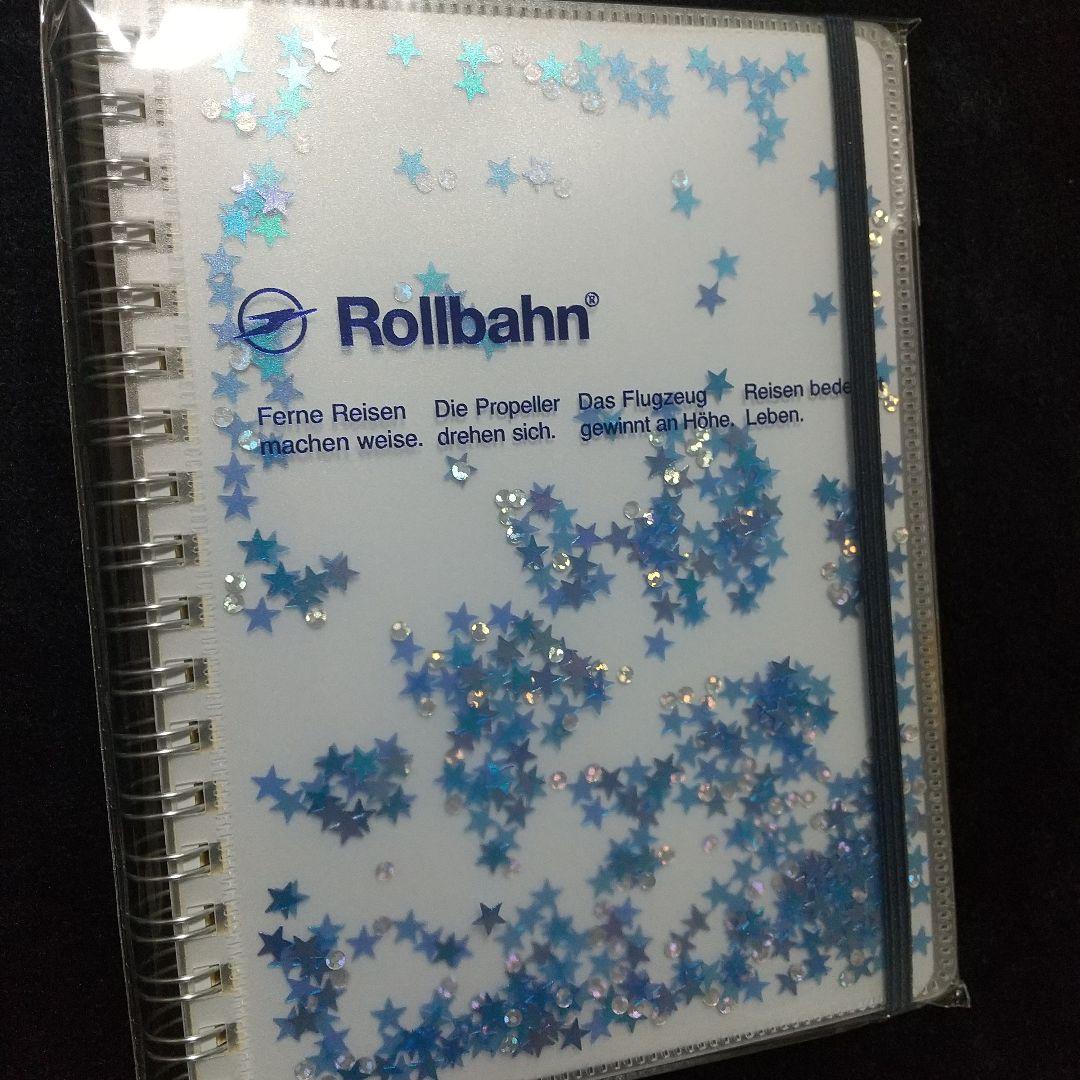 Rollbahn®
Ferne Reisen
machen weise.
Die Propeller
drehen sich.
Das Flugzeug
gewinnt an Höhe.
Reisen
Leben.